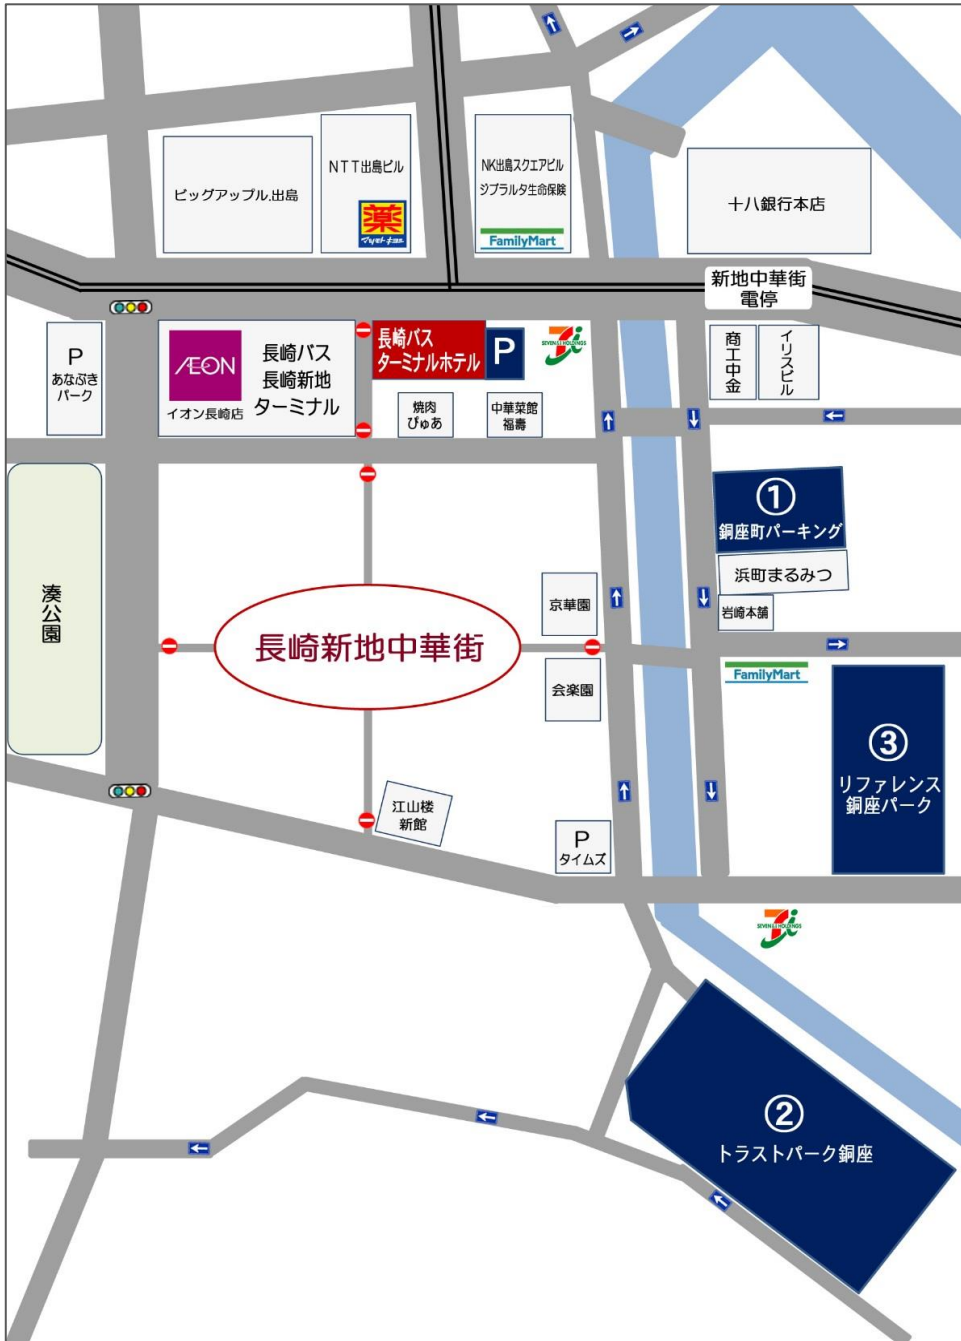 ビッグアップル.出島
NTT出島ビル
薬
マツモトキヨシ
NK出島スクエアビル
ジブラルタ生命保険
FamilyMart
十八銀行本店
新地中華街
電停
P
あなぶき
パーク
ÆON
イオン長崎店
長崎バス
長崎新地
ターミナル
長崎バス
ターミナルホテル
P
SEVEN & i HOLDINGS
商工中金
イリスビル
焼肉
ぴゅあ
中華菜館
福壽
①
銅座町パーキング
浜町まるみつ
岩崎本舗
湊公園
京華園
長崎新地中華街
会楽園
FamilyMart
③
リファレンス
銅座パーク
江山楼
新館
P
タイムズ
SEVEN & i HOLDINGS
②
トラストパーク銅座